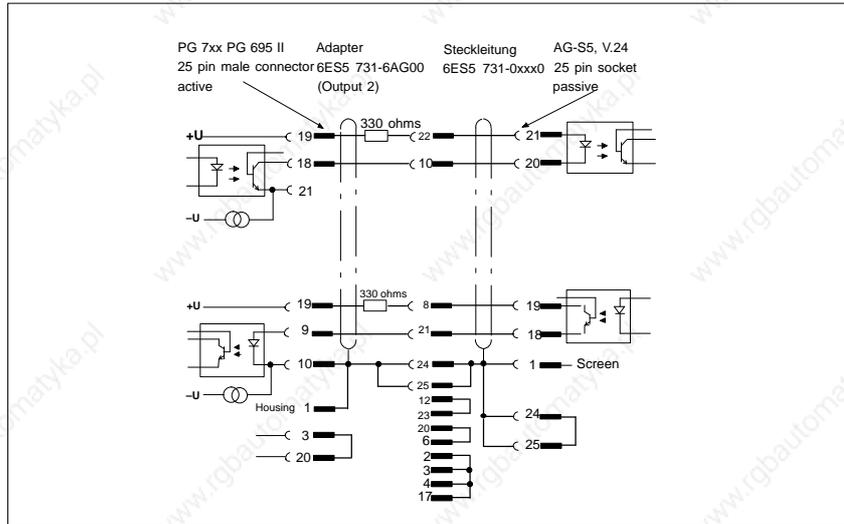 PG 7xx PG 695 II
25 pin male connector
active
Adapter
6ES5 731-6AG00
(Output 2)
Steckleitung
6ES5 731-0xxx0
AG-S5, V.24
25 pin socket
passive
+U
19
330 ohms
22
21
18
10
20
21
–U
+U
19
330 ohms
8
19
9
21
18
10
24
1
Screen
–U
25
Housing
1
12
23
24
3
20
6
25
20
2
3
4
17
www.rgbautomatyka.pl